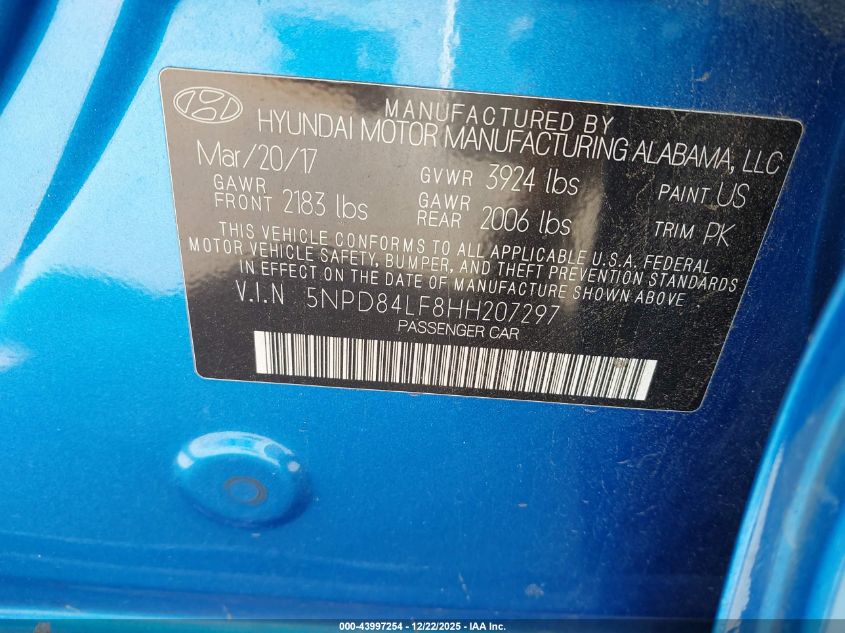 MANUFACTURED BY
HYUNDAI MOTOR MANUFACTURING ALABAMA, LLC
Mar/20/17 GVWR 3924 lbs PAINT US
GAWR FRONT 2183 lbs GAWR REAR 2006 lbs TRIM PK
THIS VEHICLE CONFORMS TO ALL APPLICABLE U.S.A. FEDERAL
MOTOR VEHICLE SAFETY, BUMPER, AND THEFT PREVENTION STANDARDS
IN EFFECT ON THE DATE OF MANUFACTURE SHOWN ABOVE
V.I.N 5NPD84LF8HH207297
PASSENGER CAR
000-43997254 - 12/22/2025 - IAA Inc.